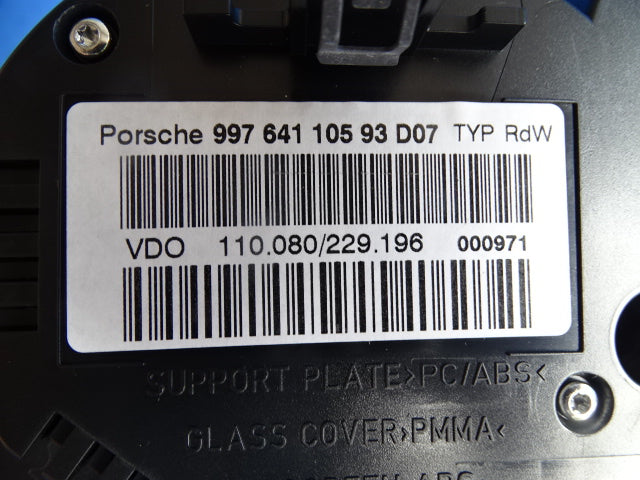 Porsche 997 641 105 93 D07 TYP RdW
VDO 110.080/229.196 000971
SUPPORT PLATE>PC/ABS<
GLASS COVER>PMMA<